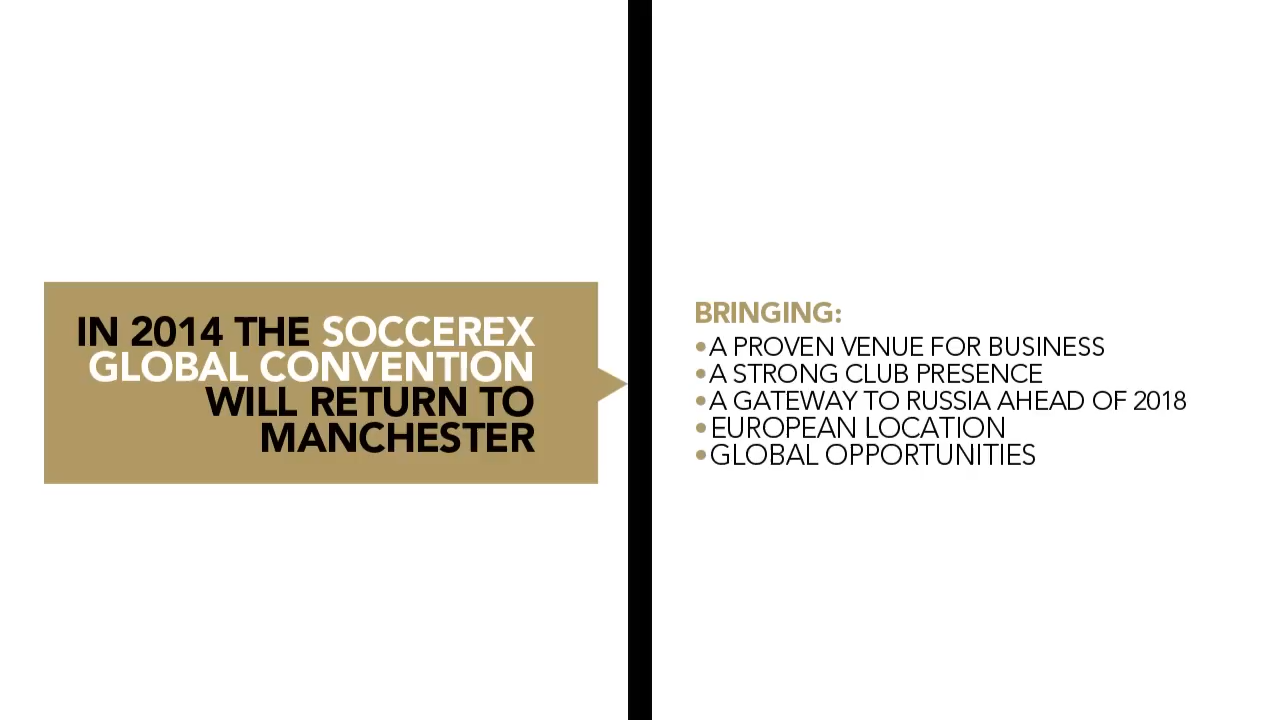 IN 2014 THE SOCCEREX
GLOBAL CONVENTION
WILL RETURN TO
MANCHESTER
BRINGING:
•A PROVEN VENUE FOR BUSINESS
•A STRONG CLUB PRESENCE
•A GATEWAY TO RUSSIA AHEAD OF 2018
•EUROPEAN LOCATION
•GLOBAL OPPORTUNITIES